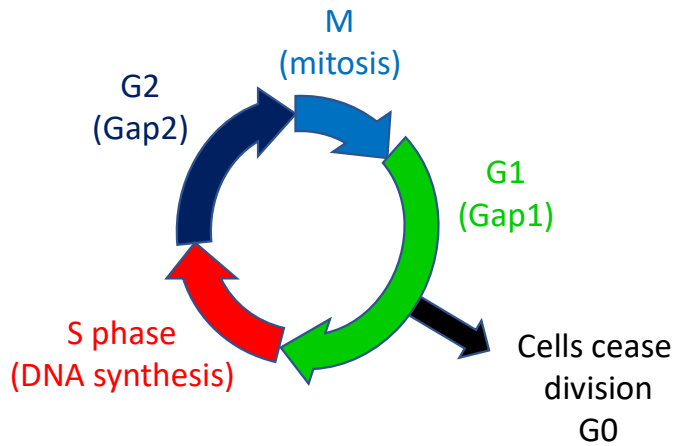 M
(mitosis)
G2
(Gap2)
G1
(Gap1)
S phase
(DNA synthesis)
Cells cease
division
G0